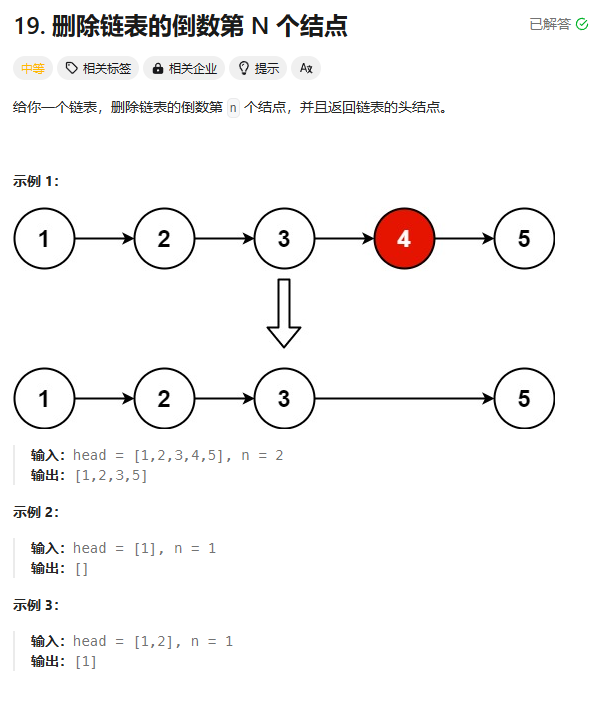 19. 删除链表的倒数第 N 个结点
已解答
中等 相关标签 相关企业 提示 Aあ
给你一个链表，删除链表的倒数第 n 个结点，并且返回链表的头结点。
示例 1：
1 2 3 4 5
1 2 3 5
输入：head = [1,2,3,4,5], n = 2
输出：[1,2,3,5]
示例 2：
输入：head = [1], n = 1
输出：[]
示例 3：
输入：head = [1,2], n = 1
输出：[1]